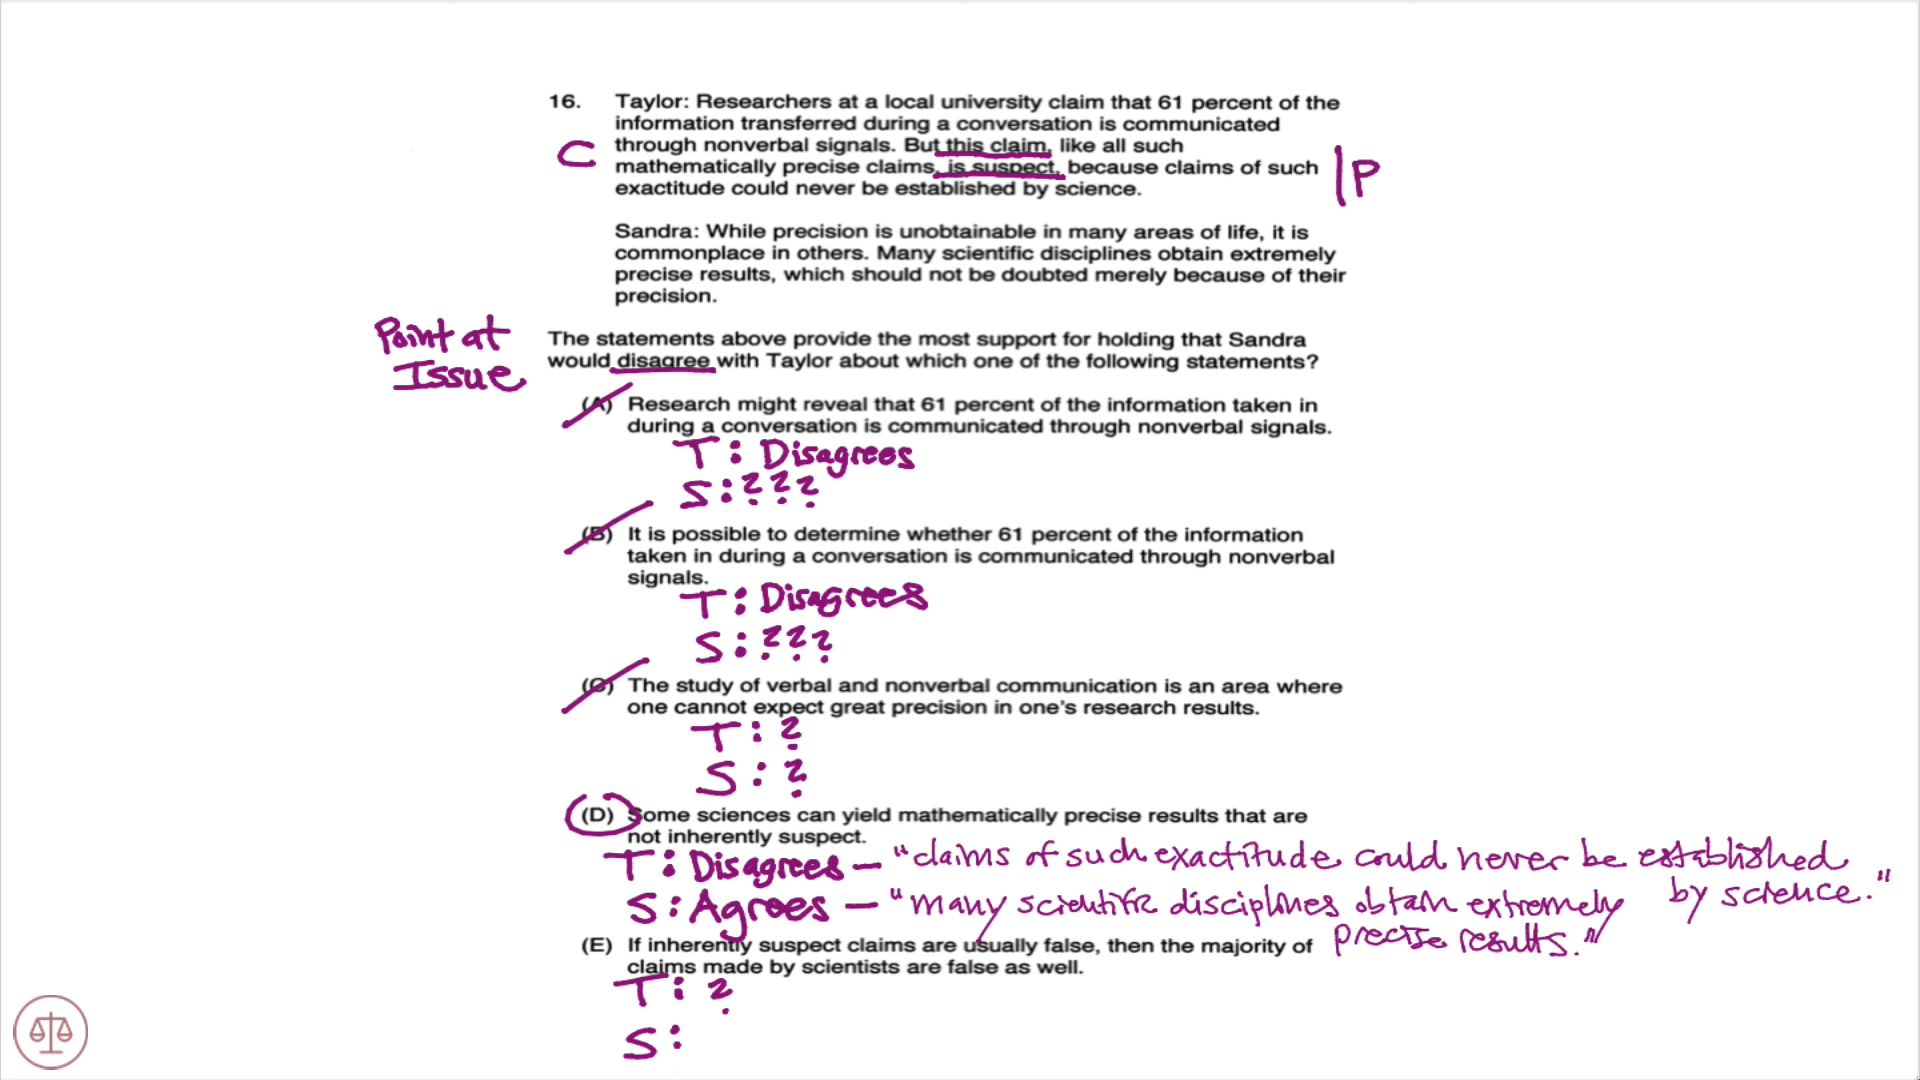 16. Taylor: Researchers at a local university claim that 61 percent of the
information transferred during a conversation is communicated
through nonverbal signals. But this claim, like all such
C
mathematically precise claims, is suspect, because claims of such
P
exactitude could never be established by science.
Sandra: While precision is unobtainable in many areas of life, it is
commonplace in others. Many scientific disciplines obtain extremely
precise results, which should not be doubted merely because of their
precision.
Point at
Issue
The statements above provide the most support for holding that Sandra
would disagree with Taylor about which one of the following statements?
(A) Research might reveal that 61 percent of the information taken in
during a conversation is communicated through nonverbal signals.
T: Disagrees
S: ???
(B) It is possible to determine whether 61 percent of the information
taken in during a conversation is communicated through nonverbal
signals.
T: Disagrees
S: ???
(C) The study of verbal and nonverbal communication is an area where
one cannot expect great precision in one's research results.
T: ?
S: ?
(D) Some sciences can yield mathematically precise results that are
not inherently suspect.
T: Disagrees — "claims of such exactitude could never be established
by science."
S: Agrees — "many scientific disciplines obtain extremely
precise results."
(E) If inherently suspect claims are usually false, then the majority of
claims made by scientists are false as well.
T: ?
S: